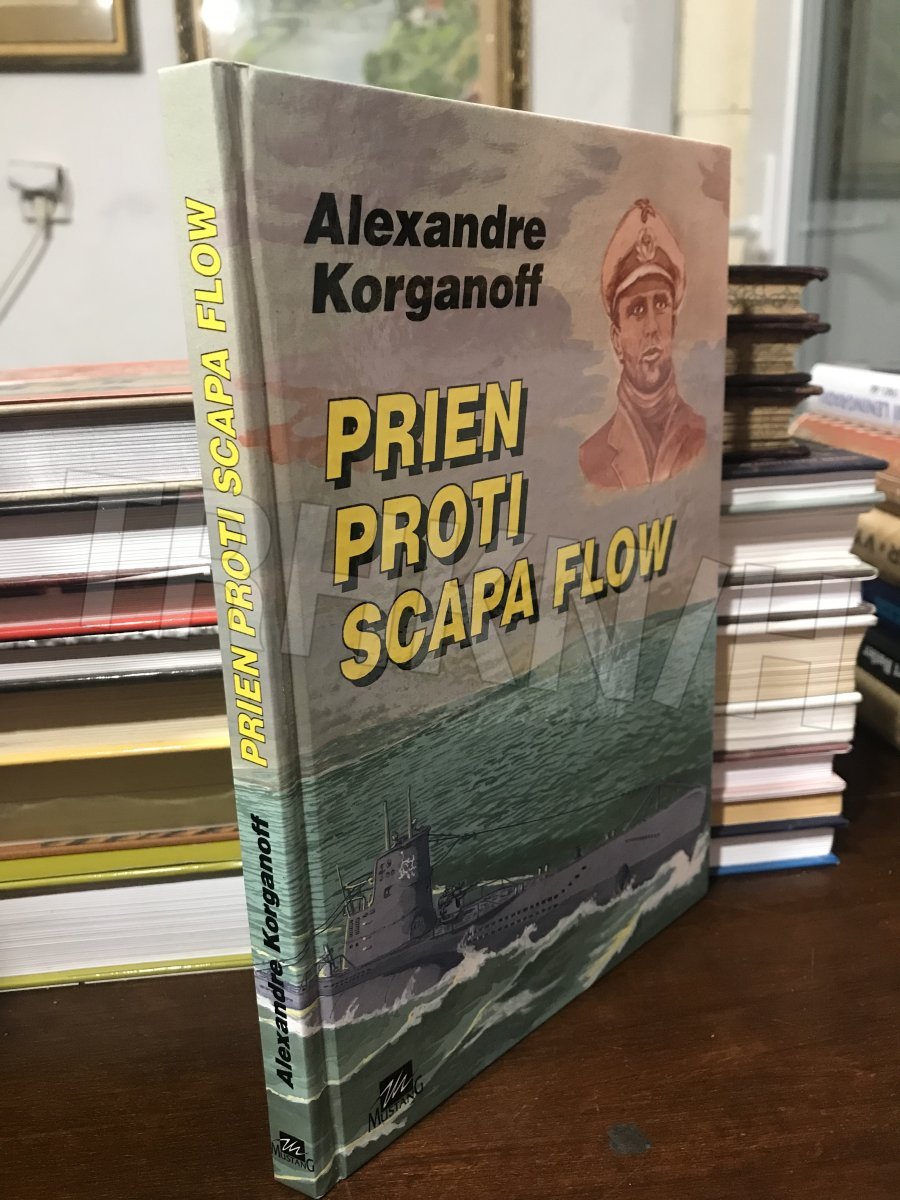 Alexandre
Korganoff
PRIEN
PROTI
SCAPA FLOW
MUSTANG
PRIEN PROTI SCAPA FLOW
Alexandre Korganoff
MUSTANG